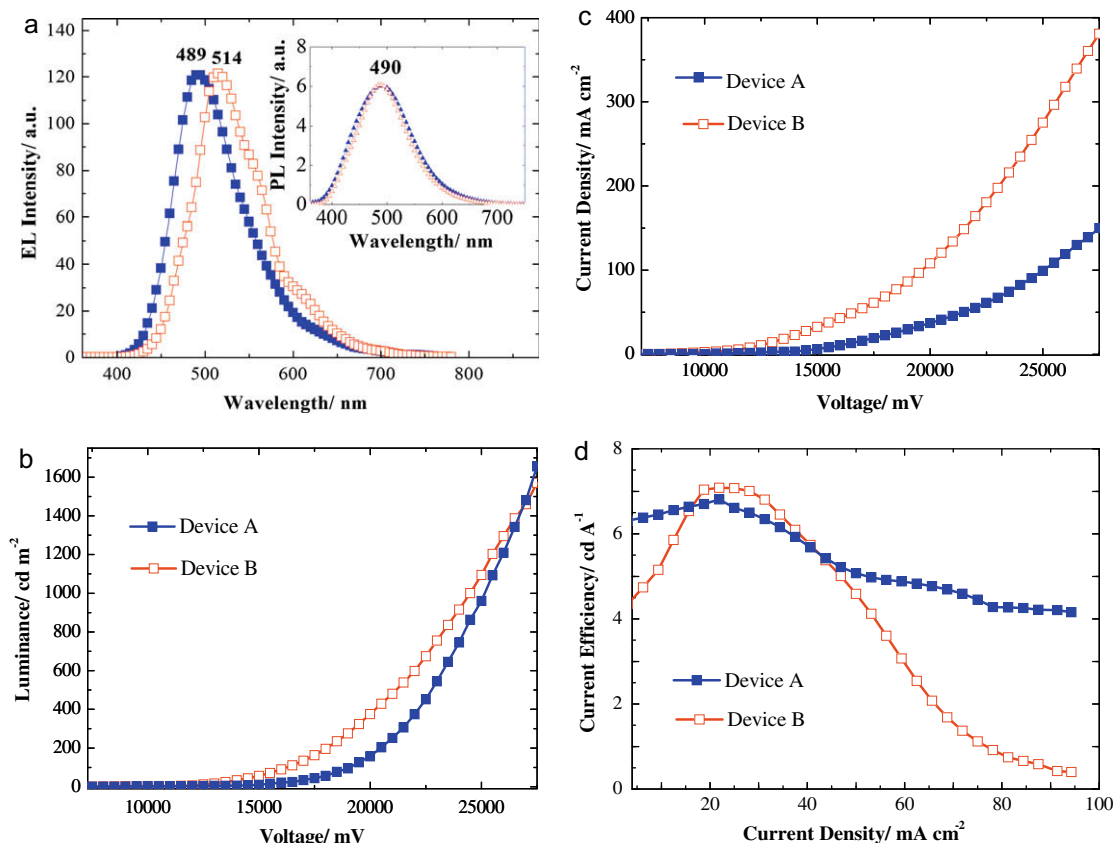 a
140
120
100
80
60
40
20
0
EL Intensity/ a.u.
489 514
400 500 600 700 800
Wavelength/ nm
8
6
4
2
0
PL Intensity/ a.u.
490
400 500 600 700
Wavelength/ nm
c
400
300
200
100
0
Current Density/ mA cm⁻²
Device A
Device B
10000 15000 20000 25000
Voltage/ mV
b
1600
1400
1200
1000
800
600
400
200
0
Luminance/ cd m⁻²
Device A
Device B
10000 15000 20000 25000
Voltage/ mV
d
8
6
4
2
0
Current Efficiency/ cd A⁻¹
Device A
Device B
20 40 60 80 100
Current Density/ mA cm⁻²